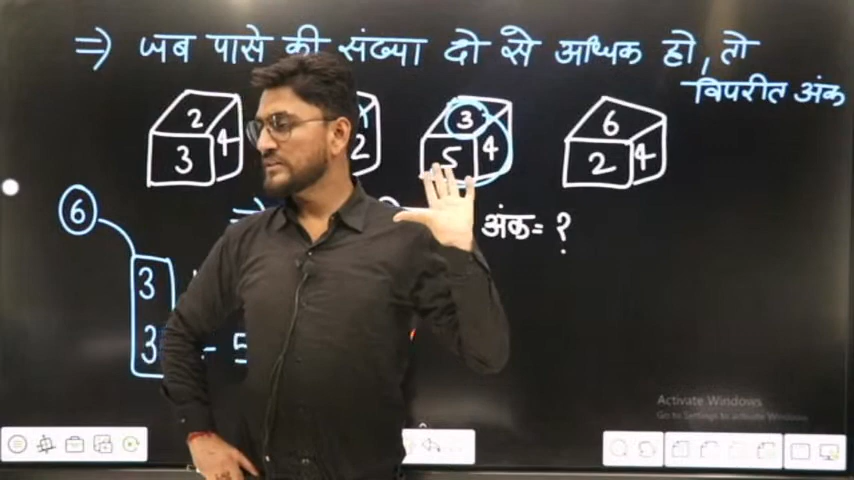 ⇒ जब पासे की संख्या दो से अधिक हो, तो
विपरीत अंक
2 3 4
2
3 5 4
6 2 4
6
अंक = ?
3
3 - 5
Activate Windows
Go to Settings to activate Windows.